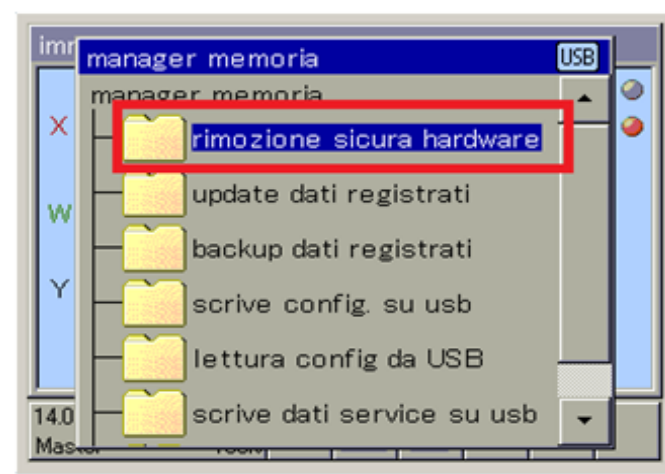 manager memoria USB
manager memoria
X
rimozione sicura hardware
update dati registrati
W
backup dati registrati
Y
scrive config. su usb
lettura config da USB
14.0
scrive dati service su usb